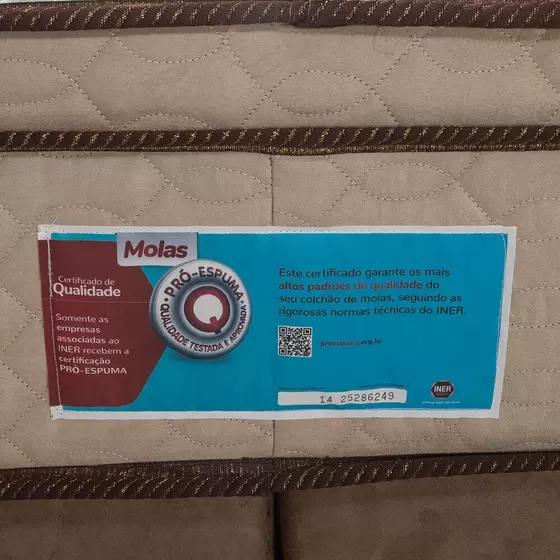 Molas
Certificado de
Qualidade
Somente as
empresas
associadas ao
INER recebem a
certificação
PRÓ-ESPUMA
PRÓ-ESPUMA
QUALIDADE TESTADA E APROVADA
Q
Este certificado garante os mais
altos padrões de qualidade do
seu colchão de molas, seguindo as
rigorosas normas técnicas do INER.
proespuma.org.br
14 25286249
INER